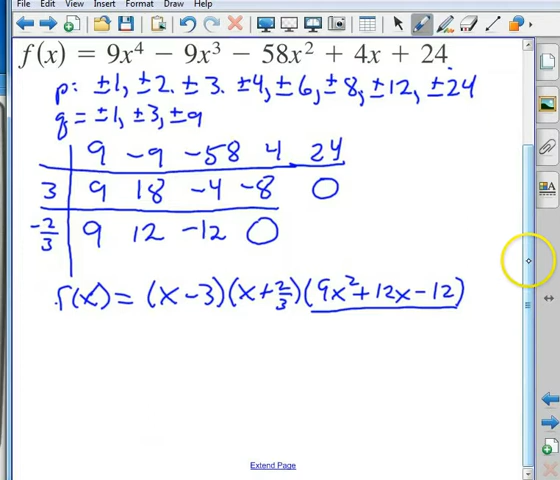 File Edit View Insert Format Draw Help
f(x) = 9x⁴ − 9x³ − 58x² + 4x + 24.
p: ±1, ±2. ±3. ±4, ±6, ±8, ±12, ±24
q = ±1, ±3, ±9
9 −9 −58 4 24
3 9 18 −4 −8 0
−2/3 9 12 −12 0
f(x) = (x−3)(x+2/3)(9x²+12x−12)
Extend Page